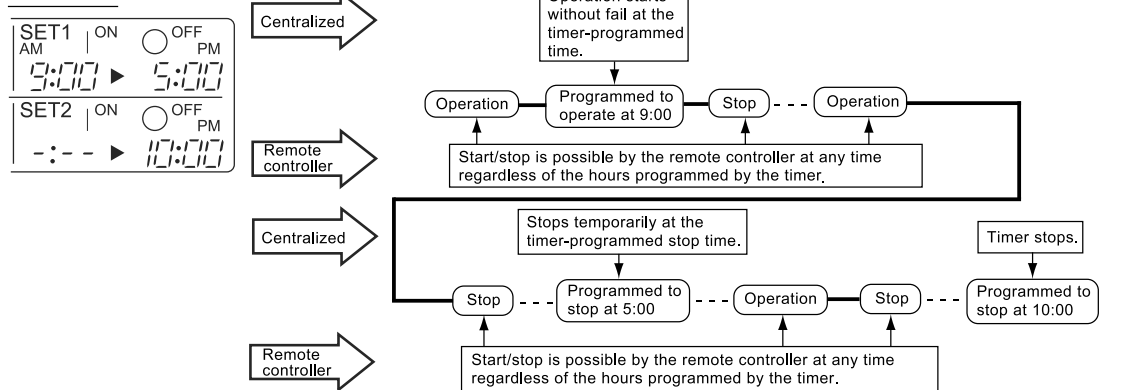 SET1 ON OFF
AM PM
9:00 ▶ 5:00
SET2 ON OFF
PM
-:-- ▶ 10:00
Centralized
Operation starts
without fail at the
timer-programmed
time.
Operation
Programmed to
operate at 9:00
Stop
Operation
Remote
controller
Start/stop is possible by the remote controller at any time
regardless of the hours programmed by the timer.
Centralized
Stops temporarily at the
timer-programmed stop time.
Timer stops.
Stop
Programmed to
stop at 5:00
Operation
Stop
Programmed to
stop at 10:00
Remote
controller
Start/stop is possible by the remote controller at any time
regardless of the hours programmed by the timer.